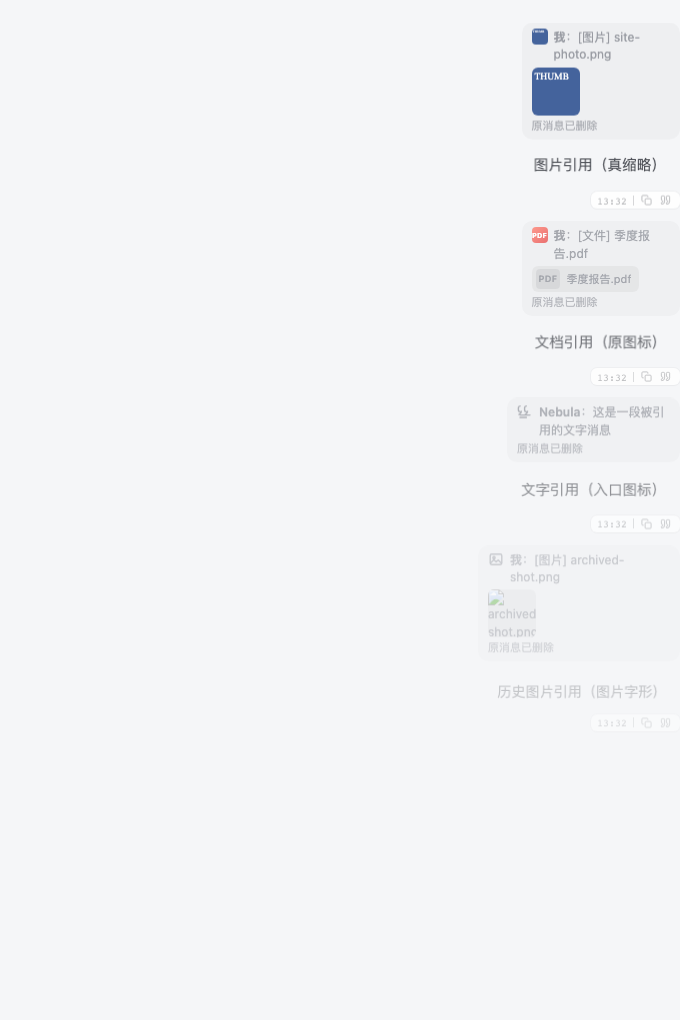 我：[图片] site-
photo.png
THUMB
原消息已删除
图片引用（真缩略）
13:32
PDF 我：[文件] 季度报
告.pdf
PDF 季度报告.pdf
原消息已删除
文档引用（原图标）
13:32
Nebula：这是一段被引
用的文字消息
原消息已删除
文字引用（入口图标）
13:32
我：[图片] archived-
shot.png
archived
shot.png
原消息已删除
历史图片引用（图片字形）
13:32